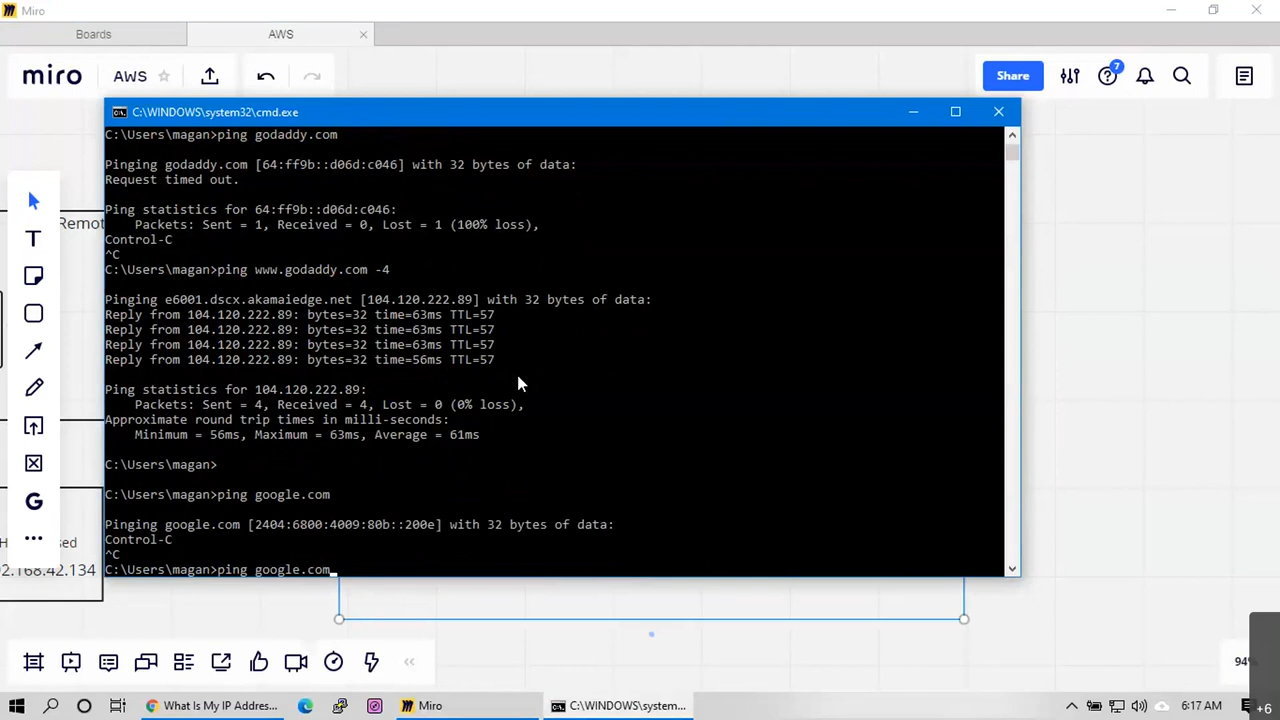 Miro
Boards
AWS
miro
AWS
Share
7
C:\WINDOWS\system32\cmd.exe
C:\Users\magan>ping godaddy.com
Pinging godaddy.com [64:ff9b::d06d:c046] with 32 bytes of data:
Request timed out.
Ping statistics for 64:ff9b::d06d:c046:
Packets: Sent = 1, Received = 0, Lost = 1 (100% loss),
Control-C
^C
C:\Users\magan>ping www.godaddy.com -4
Pinging e6001.dscx.akamaiedge.net [104.120.222.89] with 32 bytes of data:
Reply from 104.120.222.89: bytes=32 time=63ms TTL=57
Reply from 104.120.222.89: bytes=32 time=63ms TTL=57
Reply from 104.120.222.89: bytes=32 time=63ms TTL=57
Reply from 104.120.222.89: bytes=32 time=56ms TTL=57
Ping statistics for 104.120.222.89:
Packets: Sent = 4, Received = 4, Lost = 0 (0% loss),
Approximate round trip times in milli-seconds:
Minimum = 56ms, Maximum = 63ms, Average = 61ms
C:\Users\magan>
C:\Users\magan>ping google.com
Pinging google.com [2404:6800:4009:80b::200e] with 32 bytes of data:
Control-C
^C
C:\Users\magan>ping google.com
T
Remot
G
sed
2.168.42.134
94%
What Is My IP Addres...
Miro
C:\WINDOWS\system...
6:17 AM
+6